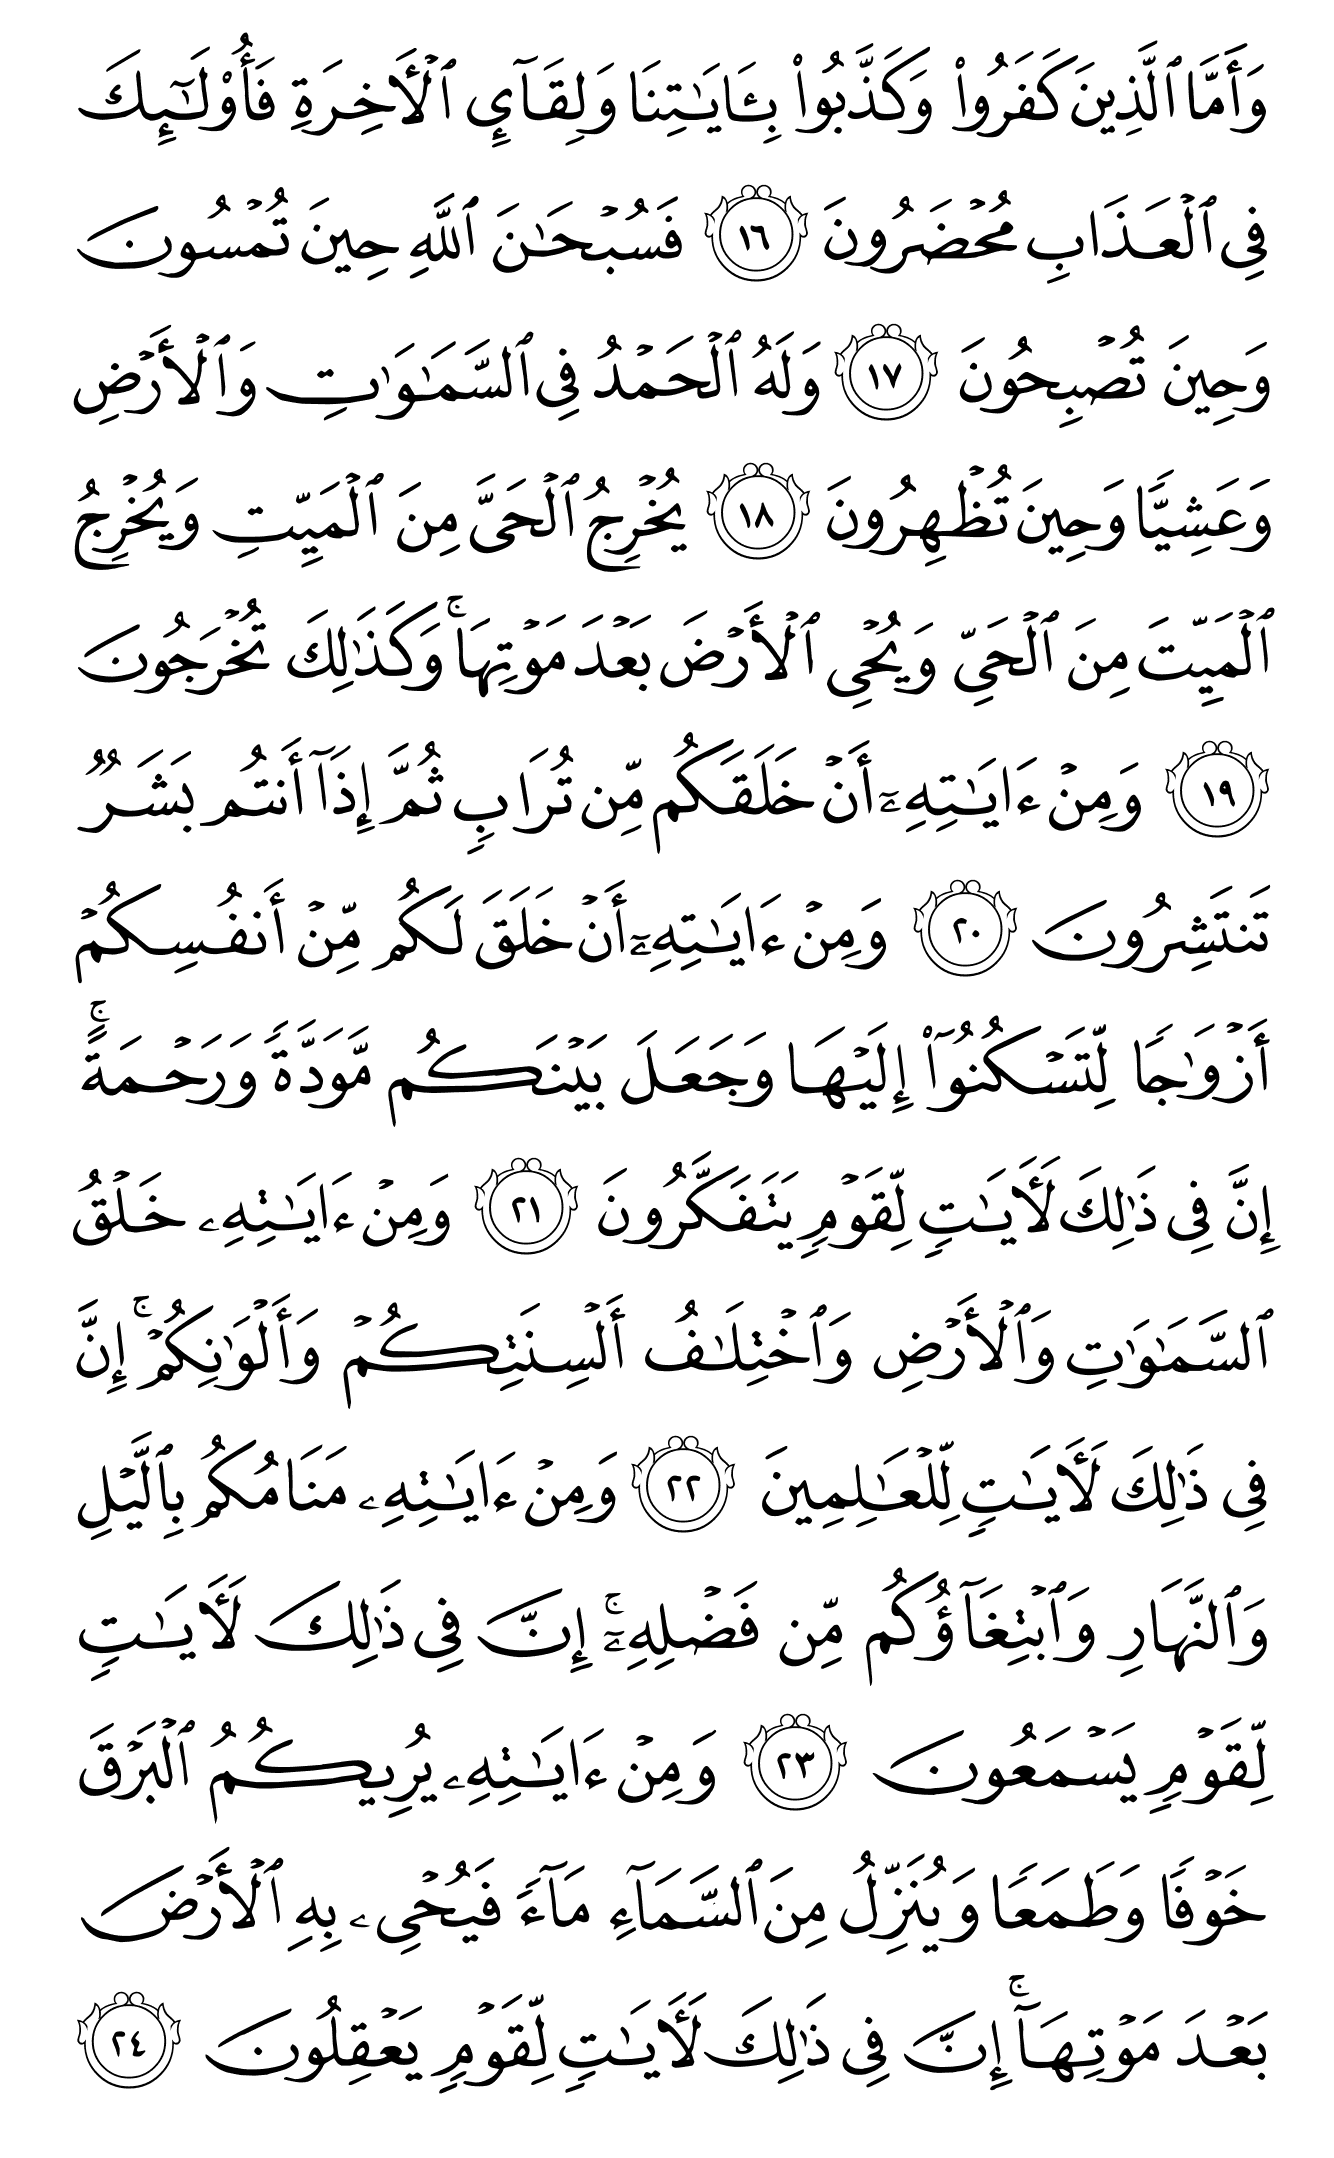 وَأَمَّا ٱلَّذِينَ كَفَرُوا۟ وَكَذَّبُوا۟ بِـَٔايَـٰتِنَا وَلِقَآئِ ٱلْـَٔاخِرَةِ فَأُو۟لَـٰٓئِكَ
فِى ٱلْعَذَابِ مُحْضَرُونَ ١٦ فَسُبْحَـٰنَ ٱللَّهِ حِينَ تُمْسُونَ
وَحِينَ تُصْبِحُونَ ١٧ وَلَهُ ٱلْحَمْدُ فِى ٱلسَّمَـٰوَٰتِ وَٱلْأَرْضِ
وَعَشِيًّا وَحِينَ تُظْهِرُونَ ١٨ يُخْرِجُ ٱلْحَىَّ مِنَ ٱلْمَيِّتِ وَيُخْرِجُ
ٱلْمَيِّتَ مِنَ ٱلْحَىِّ وَيُحْىِ ٱلْأَرْضَ بَعْدَ مَوْتِهَا ۚ وَكَذَٰلِكَ تُخْرَجُونَ
١٩ وَمِنْ ءَايَـٰتِهِۦٓ أَنْ خَلَقَكُم مِّن تُرَابٍ ثُمَّ إِذَآ أَنتُم بَشَرٌ
تَنتَشِرُونَ ٢٠ وَمِنْ ءَايَـٰتِهِۦٓ أَنْ خَلَقَ لَكُم مِّنْ أَنفُسِكُمْ
أَزْوَٰجًا لِّتَسْكُنُوٓا۟ إِلَيْهَا وَجَعَلَ بَيْنَكُم مَّوَدَّةً وَرَحْمَةً ۚ
إِنَّ فِى ذَٰلِكَ لَـَٔايَـٰتٍ لِّقَوْمٍ يَتَفَكَّرُونَ ٢١ وَمِنْ ءَايَـٰتِهِۦ خَلْقُ
ٱلسَّمَـٰوَٰتِ وَٱلْأَرْضِ وَٱخْتِلَـٰفُ أَلْسِنَتِكُمْ وَأَلْوَٰنِكُمْ ۚ إِنَّ
فِى ذَٰلِكَ لَـَٔايَـٰتٍ لِّلْعَـٰلِمِينَ ٢٢ وَمِنْ ءَايَـٰتِهِۦ مَنَامُكُم بِٱلَّيْلِ
وَٱلنَّهَارِ وَٱبْتِغَآؤُكُم مِّن فَضْلِهِۦٓ ۚ إِنَّ فِى ذَٰلِكَ لَـَٔايَـٰتٍ
لِّقَوْمٍ يَسْمَعُونَ ٢٣ وَمِنْ ءَايَـٰتِهِۦ يُرِيكُمُ ٱلْبَرْقَ
خَوْفًا وَطَمَعًا وَيُنَزِّلُ مِنَ ٱلسَّمَآءِ مَآءً فَيُحْىِۦ بِهِ ٱلْأَرْضَ
بَعْدَ مَوْتِهَآ ۚ إِنَّ فِى ذَٰلِكَ لَـَٔايَـٰتٍ لِّقَوْمٍ يَعْقِلُونَ ٢٤